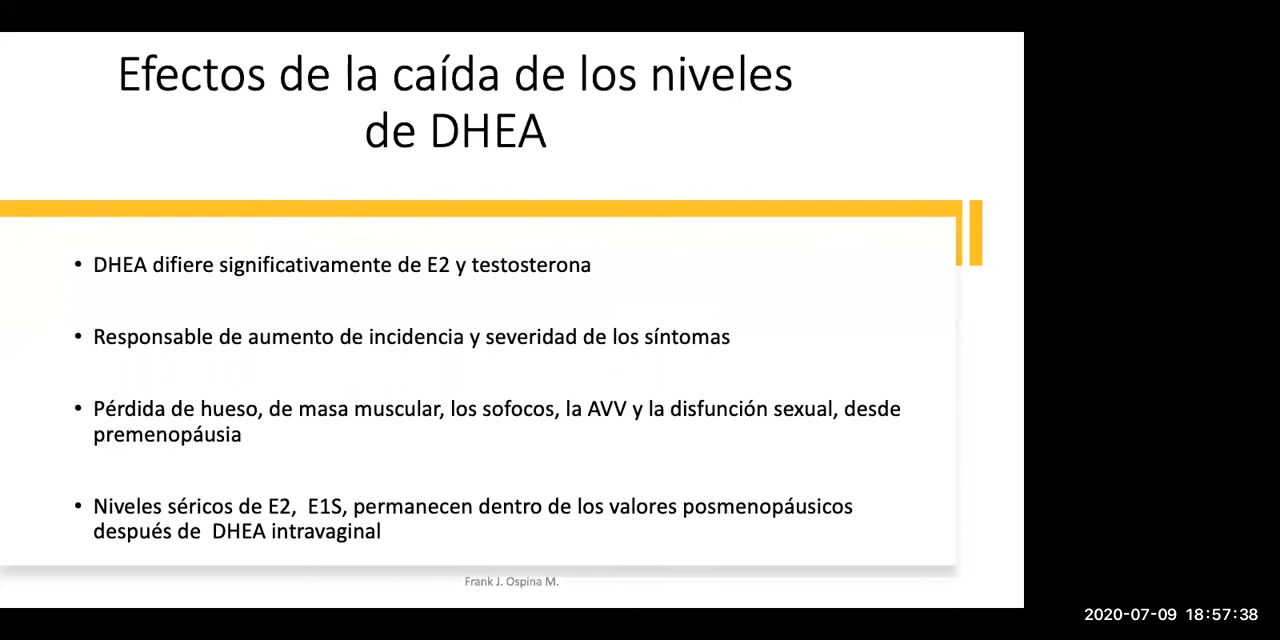 Efectos de la caída de los niveles
de DHEA
• DHEA difiere significativamente de E2 y testosterona
• Responsable de aumento de incidencia y severidad de los síntomas
• Pérdida de hueso, de masa muscular, los sofocos, la AVV y la disfunción sexual, desde
premenopáusia
• Niveles séricos de E2,  E1S, permanecen dentro de los valores posmenopáusicos
después de  DHEA intravaginal
Frank J. Ospina M.
2020-07-09 18:57:38